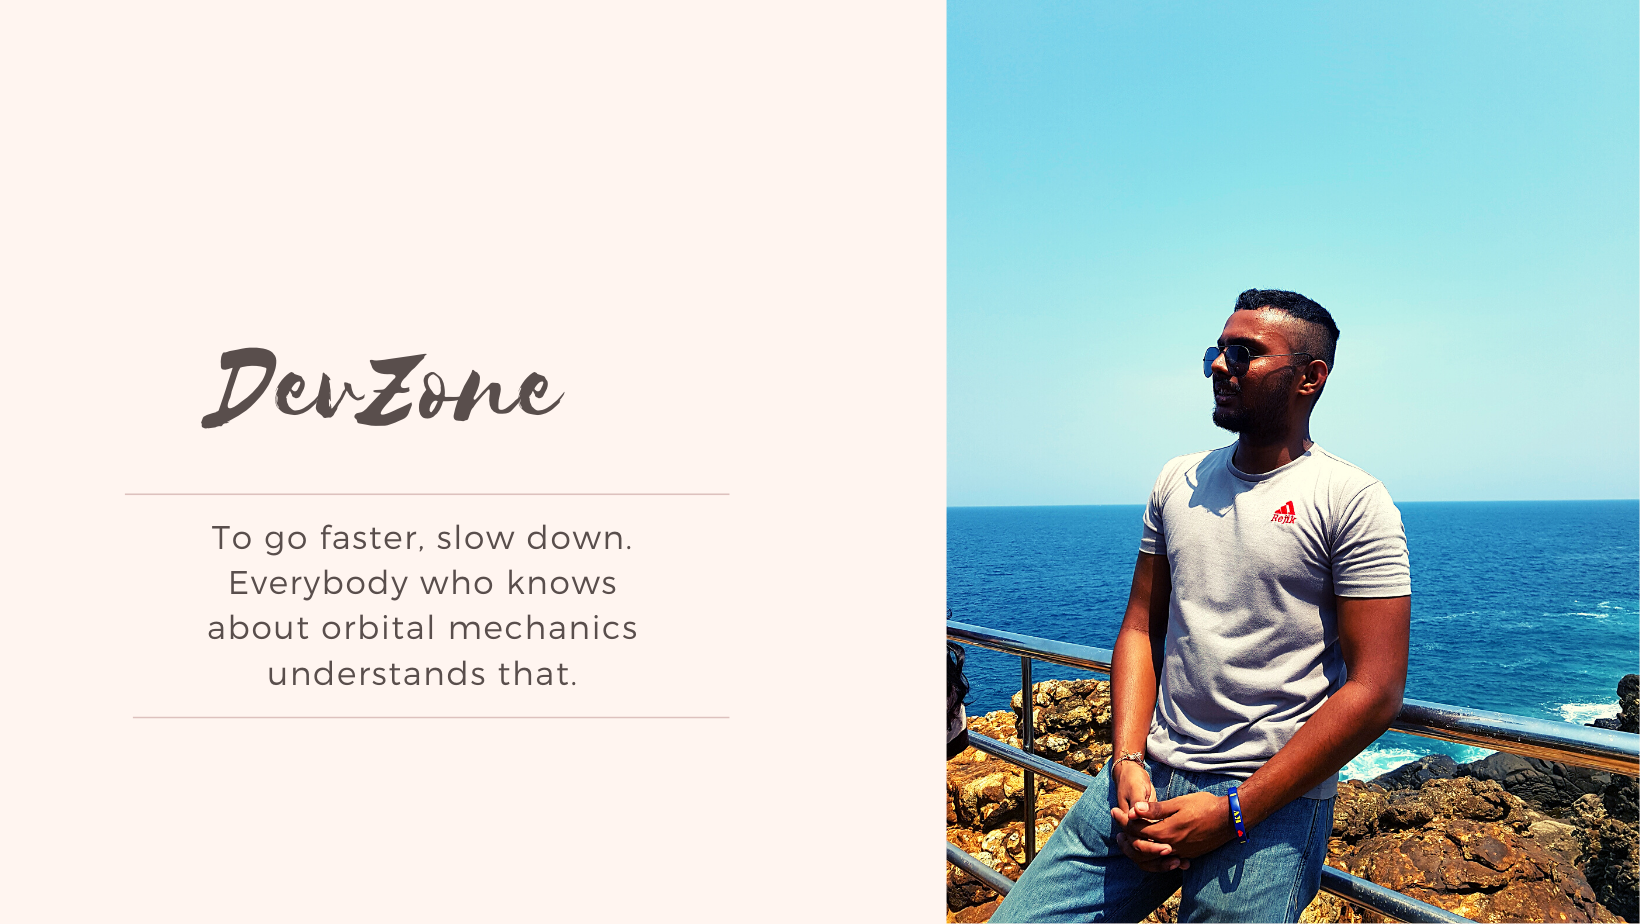 DevZone
To go faster, slow down.
Everybody who knows
about orbital mechanics
understands that.